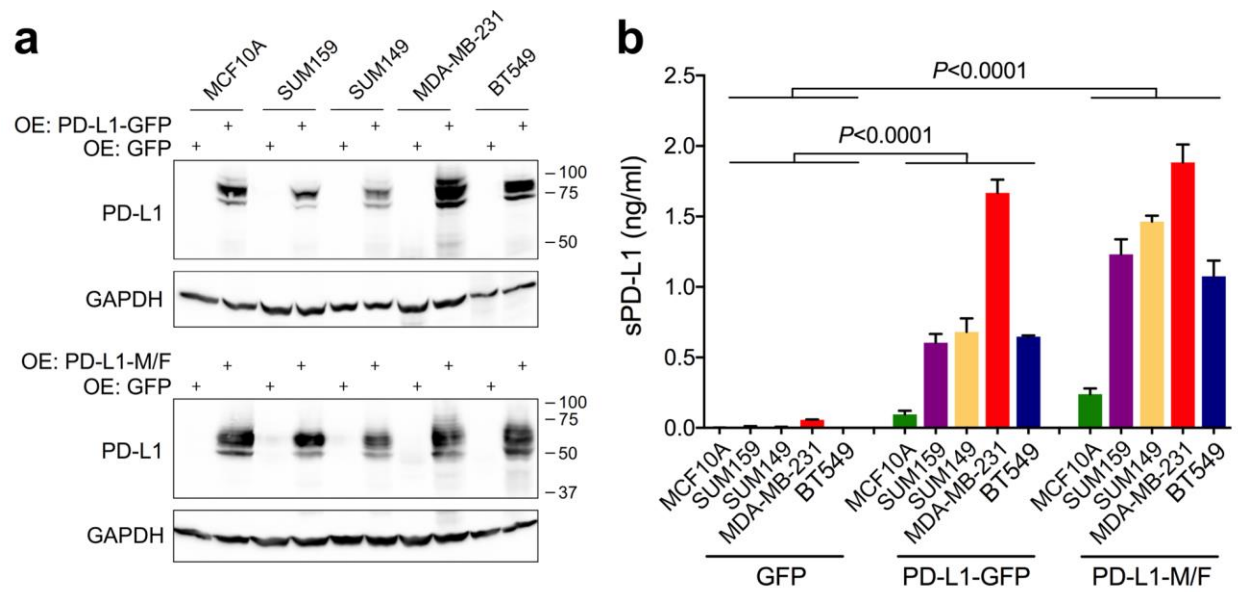 a
MCF10A SUM159 SUM149 MDA-MB-231 BT549
OE: PD-L1-GFP + + + + +
OE: GFP + + + + +
PD-L1
– 100
– 75
– 50
GAPDH
OE: PD-L1-M/F + + + + +
OE: GFP + + + + +
PD-L1
– 100
– 75
– 50
– 37
GAPDH
b
P<0.0001
P<0.0001
sPD-L1 (ng/ml)
2.5
2.0
1.5
1.0
0.5
0.0
MCF10A SUM159 SUM149 MDA-MB-231 BT549
MCF10A SUM159 SUM149 MDA-MB-231 BT549
MCF10A SUM159 SUM149 MDA-MB-231 BT549
GFP PD-L1-GFP PD-L1-M/F